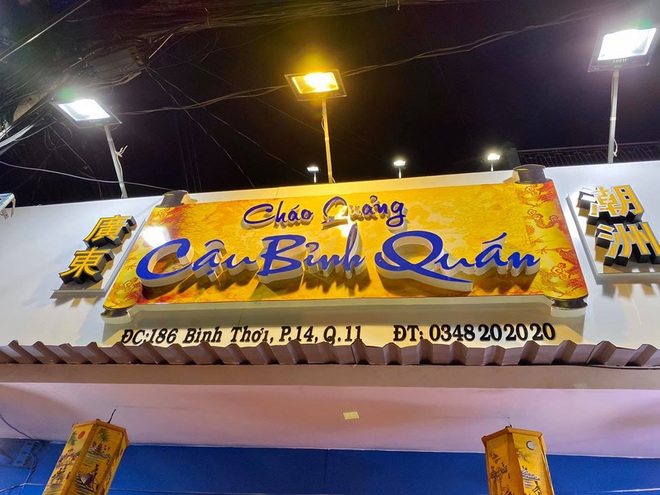 Cháo Quảng
Cậu Bỉnh Quán
廣東
潮洲
ĐC: 186 Bình Thới, P.14, Q.11 ĐT: 0348 20 20 20